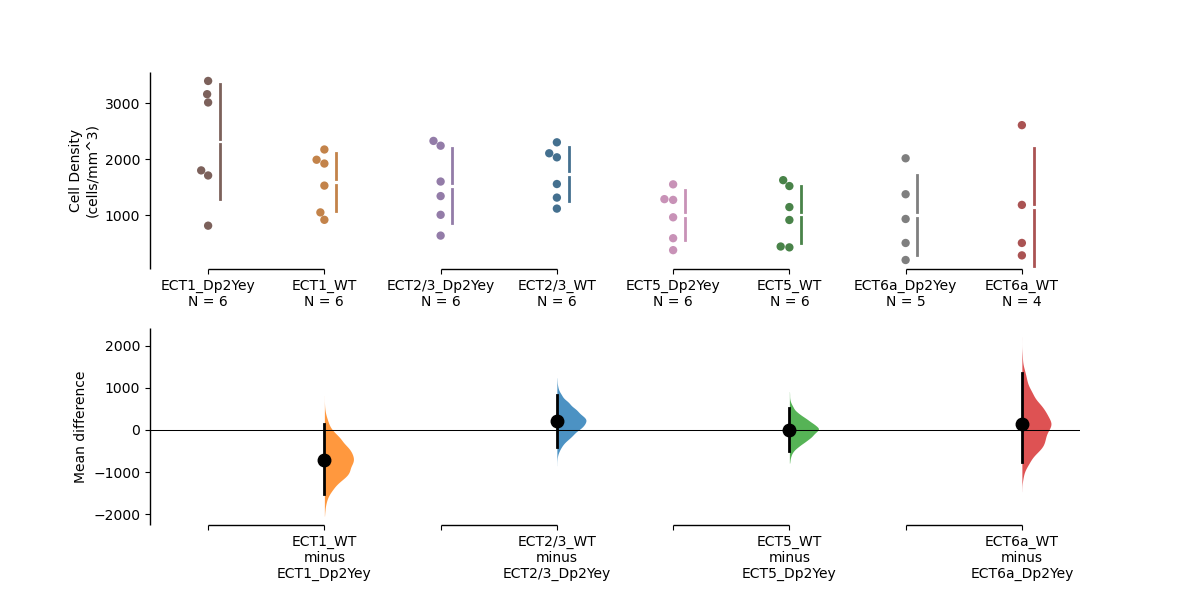 Cell Density
(cells/mm^3)
3000
2000
1000
ECT1_Dp2Yey
N = 6
ECT1_WT
N = 6
ECT2/3_Dp2Yey
N = 6
ECT2/3_WT
N = 6
ECT5_Dp2Yey
N = 6
ECT5_WT
N = 6
ECT6a_Dp2Yey
N = 5
ECT6a_WT
N = 4
Mean difference
2000
1000
0
−1000
−2000
ECT1_WT
minus
ECT1_Dp2Yey
ECT2/3_WT
minus
ECT2/3_Dp2Yey
ECT5_WT
minus
ECT5_Dp2Yey
ECT6a_WT
minus
ECT6a_Dp2Yey